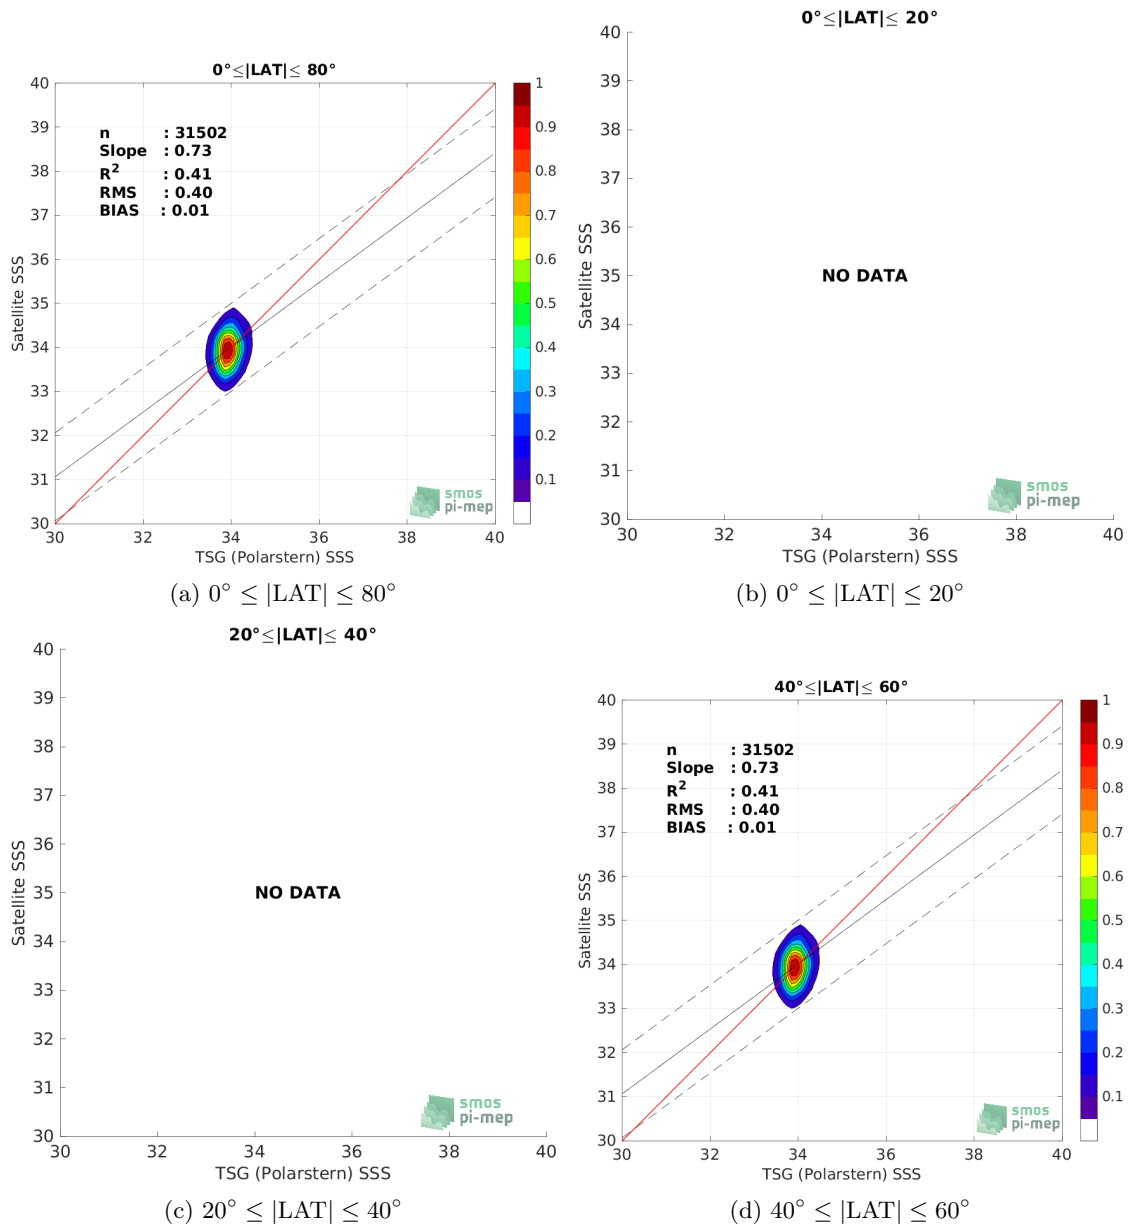 0°≤|LAT|≤ 80°
40
39
38
37
36
35
34
33
32
31
30
n : 31502
Slope : 0.73
R² : 0.41
RMS : 0.40
BIAS : 0.01
1
0.9
0.8
0.7
0.6
0.5
0.4
0.3
0.2
0.1
Satellite SSS
smos
pi-mep
30 32 34 36 38 40
TSG (Polarstern) SSS
(a) 0° ≤ |LAT| ≤ 80°
0°≤|LAT|≤ 20°
40
39
38
37
36
35
34
33
32
31
30
Satellite SSS
NO DATA
smos
pi-mep
30 32 34 36 38 40
TSG (Polarstern) SSS
(b) 0° ≤ |LAT| ≤ 20°
20°≤|LAT|≤ 40°
40
39
38
37
36
35
34
33
32
31
30
Satellite SSS
NO DATA
smos
pi-mep
30 32 34 36 38 40
TSG (Polarstern) SSS
(c) 20° ≤ |LAT| ≤ 40°
40°≤|LAT|≤ 60°
40
39
38
37
36
35
34
33
32
31
30
n : 31502
Slope : 0.73
R² : 0.41
RMS : 0.40
BIAS : 0.01
1
0.9
0.8
0.7
0.6
0.5
0.4
0.3
0.2
0.1
Satellite SSS
smos
pi-mep
30 32 34 36 38 40
TSG (Polarstern) SSS
(d) 40° ≤ |LAT| ≤ 60°